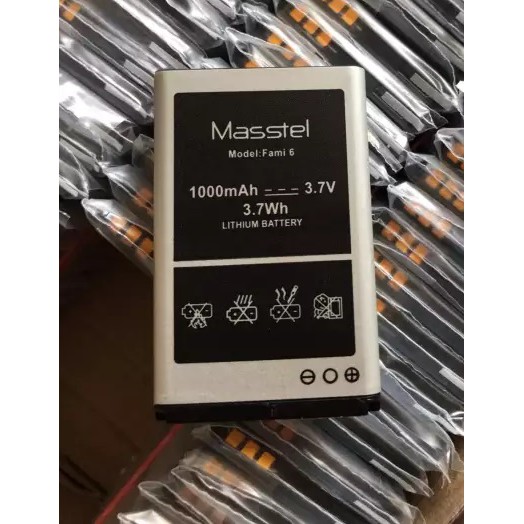 Masstel
Model:Fami 6
1000mAh --- 3.7V
3.7Wh
LITHIUM BATTERY